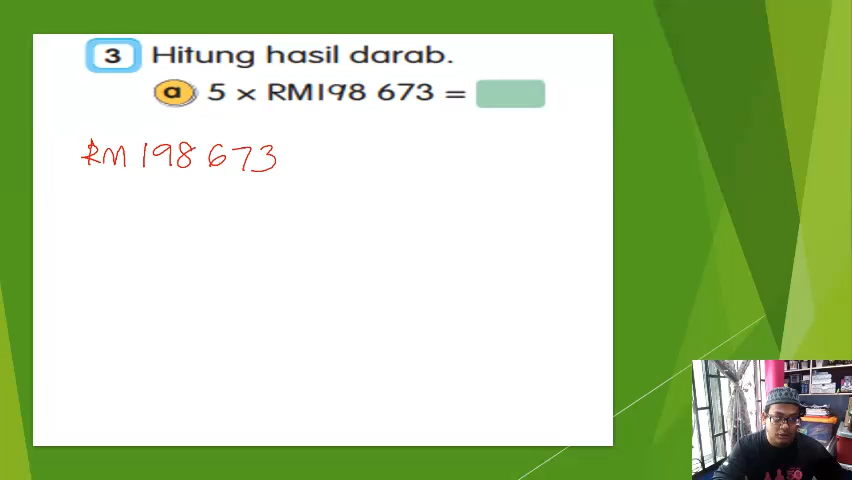 3 Hitung hasil darab.
a 5 x RM198 673 =
RM 198 673